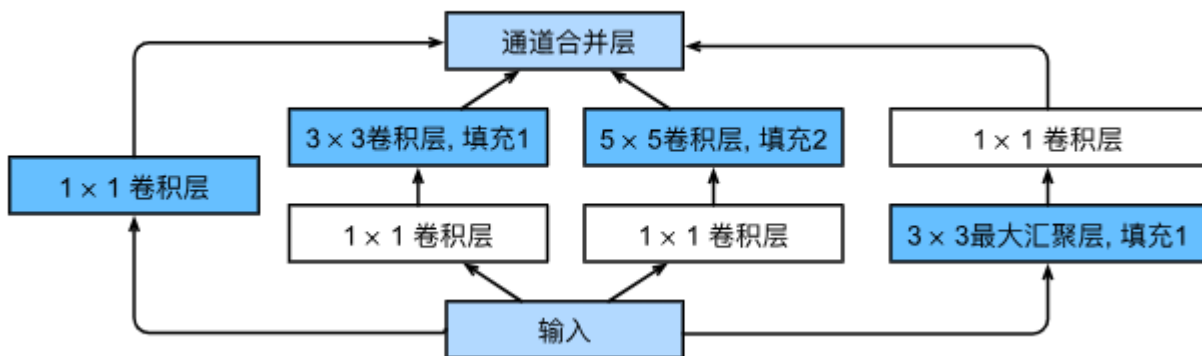 通道合并层
3 × 3卷积层, 填充1
5 × 5卷积层, 填充2
1 × 1 卷积层
1 × 1 卷积层
1 × 1 卷积层
1 × 1 卷积层
3 × 3最大汇聚层, 填充1
输入